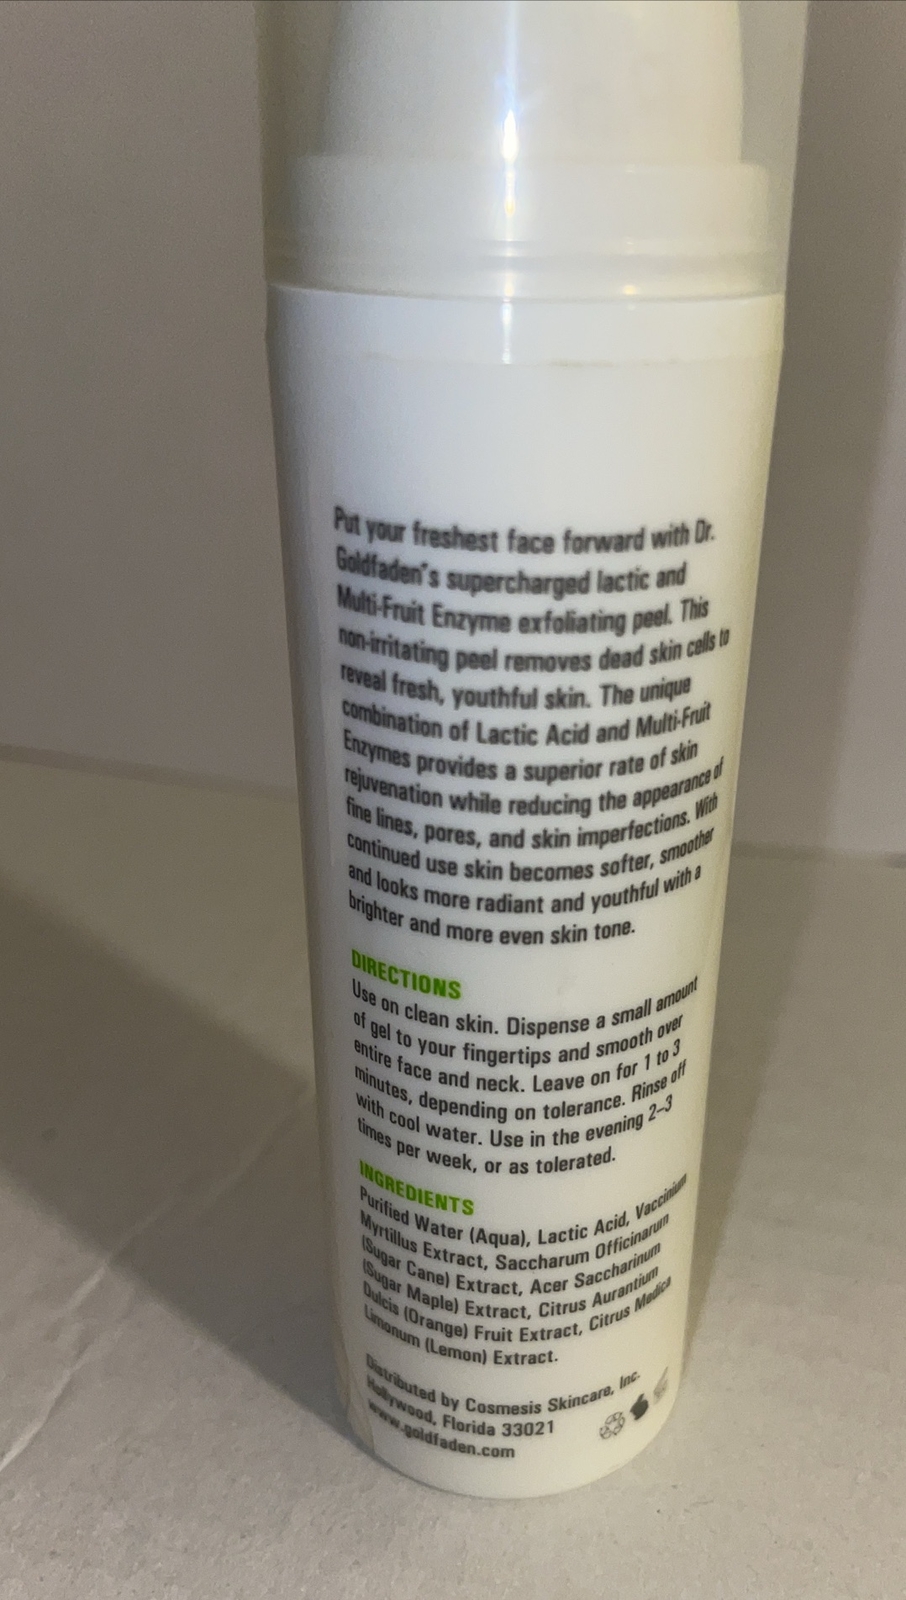 Put your freshest face forward with Dr.
Goldfaden's supercharged lactic and
Multi-Fruit Enzyme exfoliating peel. This
non-irritating peel removes dead skin cells to
reveal fresh, youthful skin. The unique
combination of Lactic Acid and Multi-Fruit
Enzymes provides a superior rate of skin
rejuvenation while reducing the appearance of
fine lines, pores, and skin imperfections. With
continued use skin becomes softer, smoother
and looks more radiant and youthful with a
brighter and more even skin tone.
DIRECTIONS
Use on clean skin. Dispense a small amount
of gel to your fingertips and smooth over
entire face and neck. Leave on for 1 to 3
minutes, depending on tolerance. Rinse off
with cool water. Use in the evening 2–3
times per week, or as tolerated.
INGREDIENTS
Purified Water (Aqua), Lactic Acid, Vaccinium
Myrtillus Extract, Saccharum Officinarum
(Sugar Cane) Extract, Acer Saccharinum
(Sugar Maple) Extract, Citrus Aurantium
Dulcis (Orange) Fruit Extract, Citrus Medica
Limonum (Lemon) Extract.
Distributed by Cosmesis Skincare, Inc.
Hollywood, Florida 33021
www.goldfaden.com